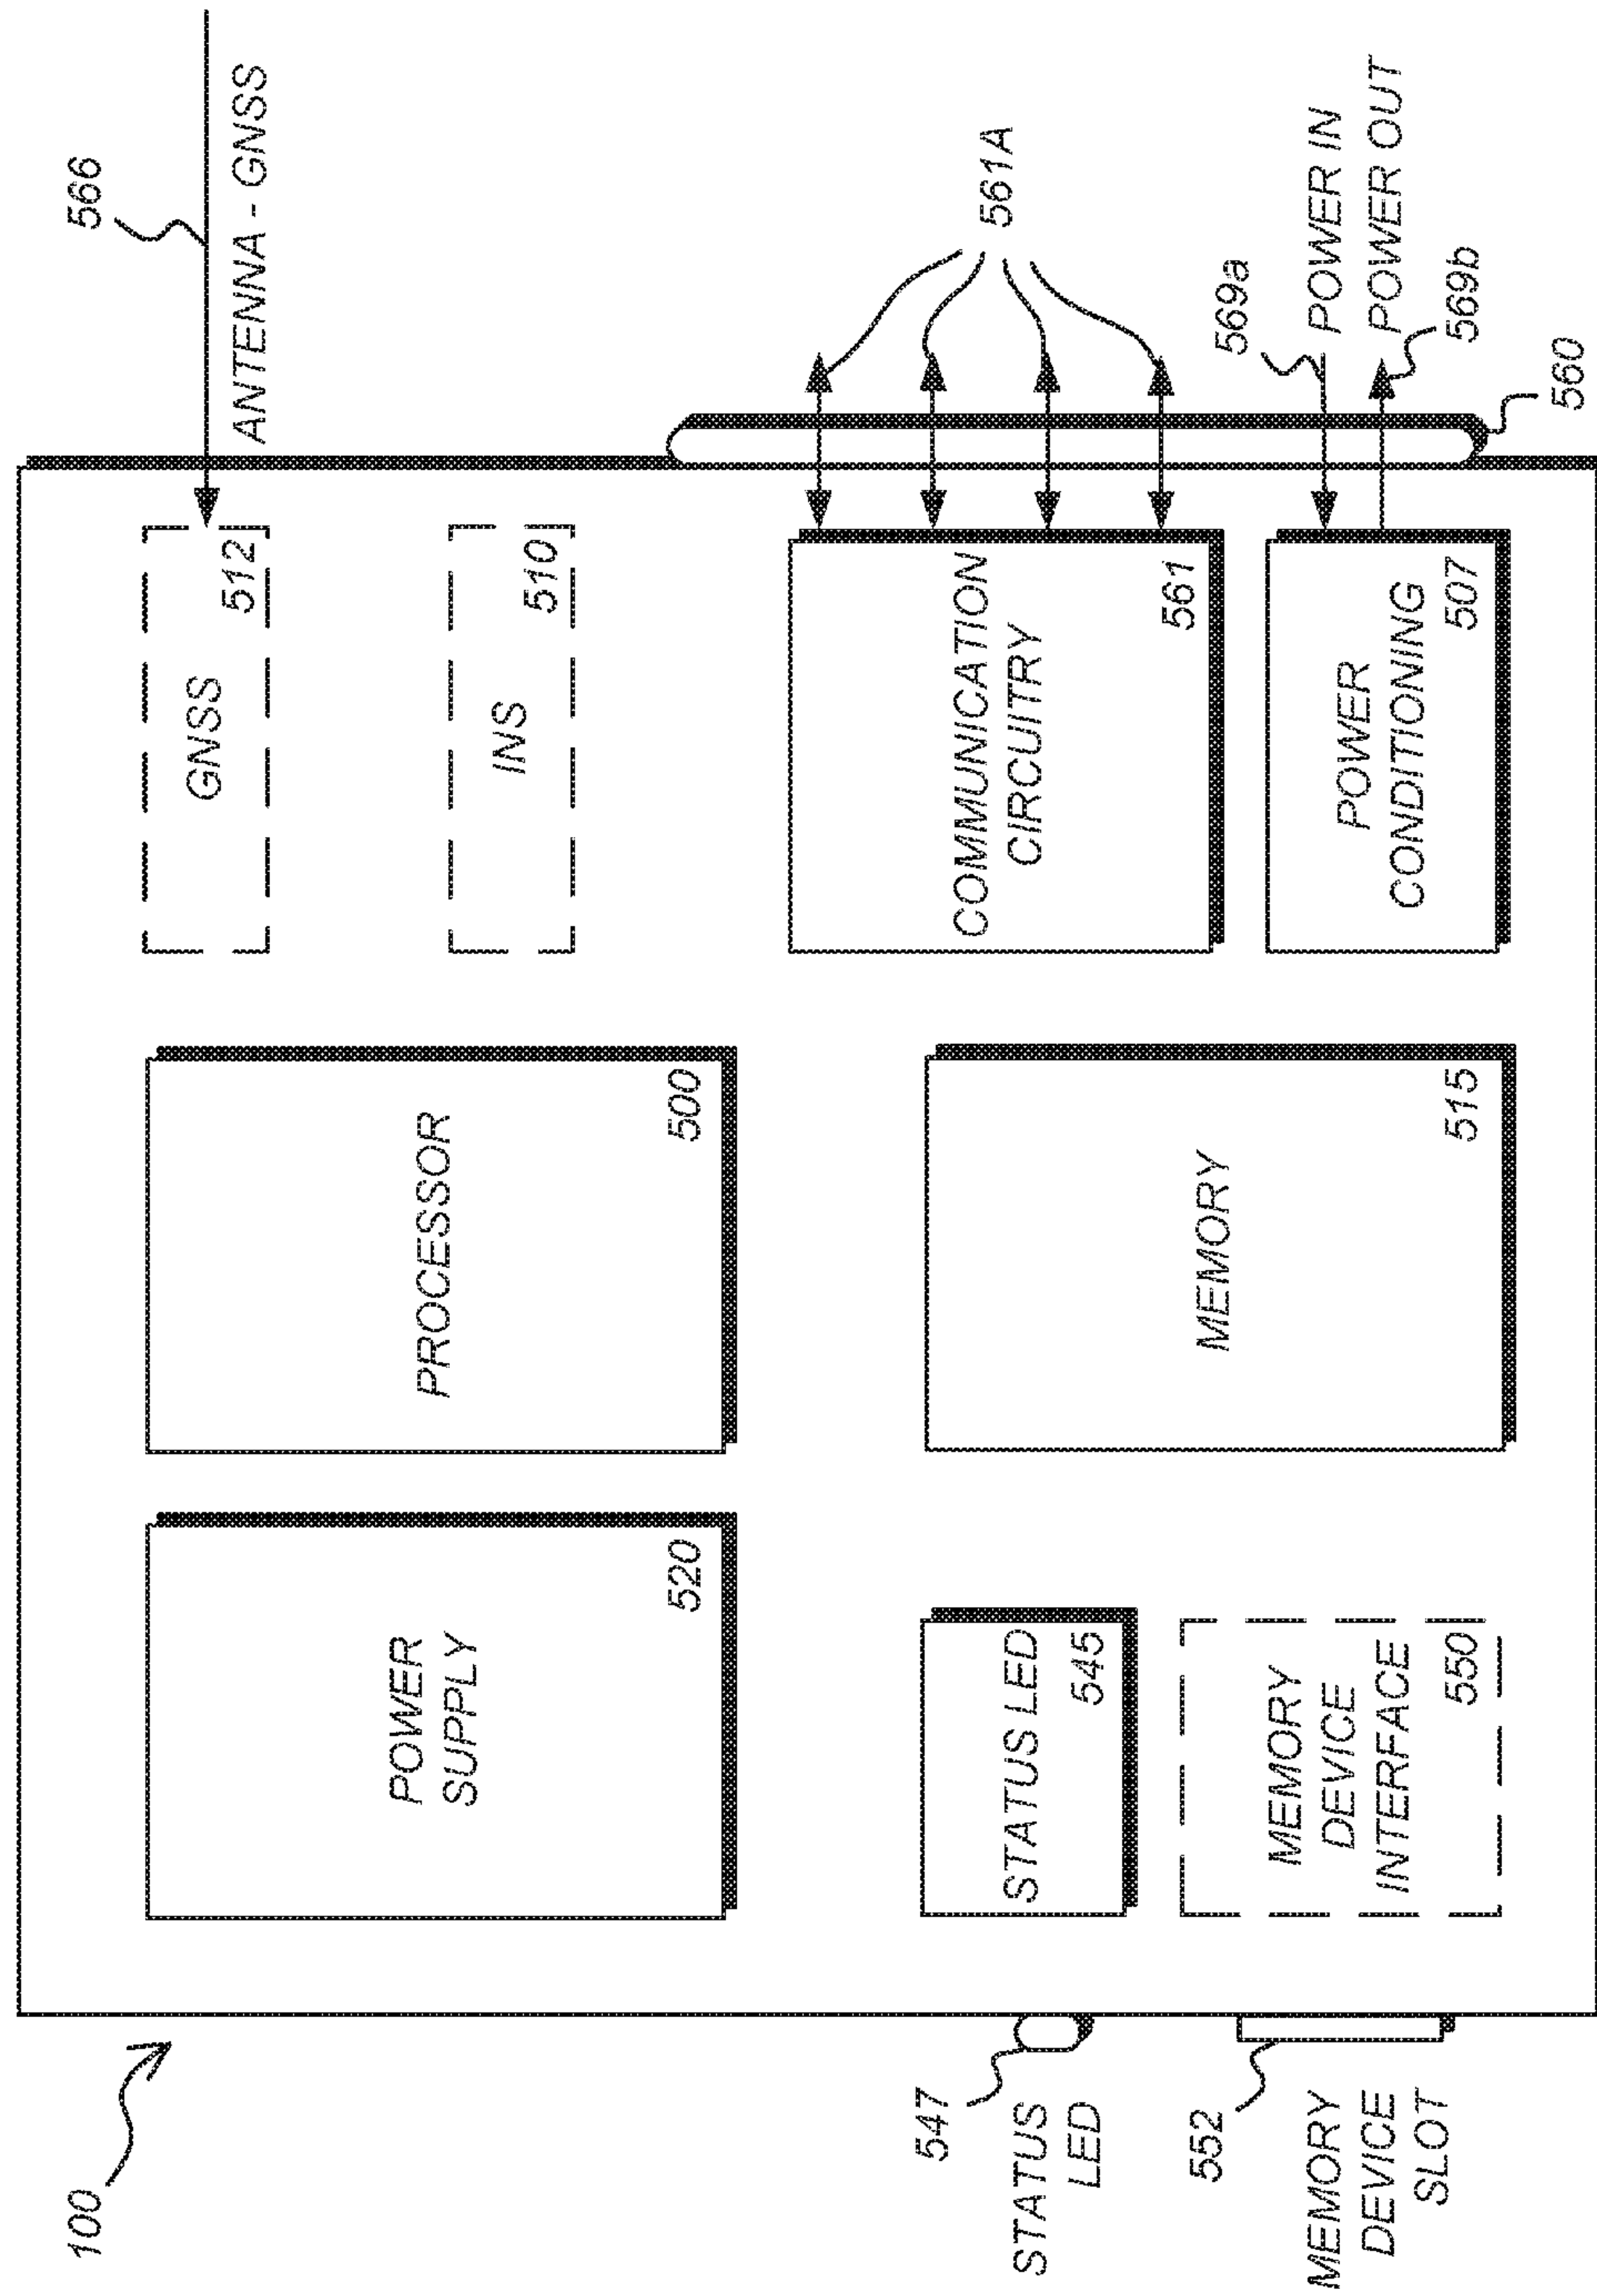 100
POWER
SUPPLY
520
PROCESSOR
500
GNSS
512
566
ANTENNA - GNSS
INS
510
547
STATUS
LED
STATUS LED
545
552
MEMORY
DEVICE
SLOT
MEMORY
DEVICE
INTERFACE
550
MEMORY
515
COMMUNICATION
CIRCUITRY
561
561A
POWER
CONDITIONING
507
569a
POWER IN
POWER OUT
569b
560